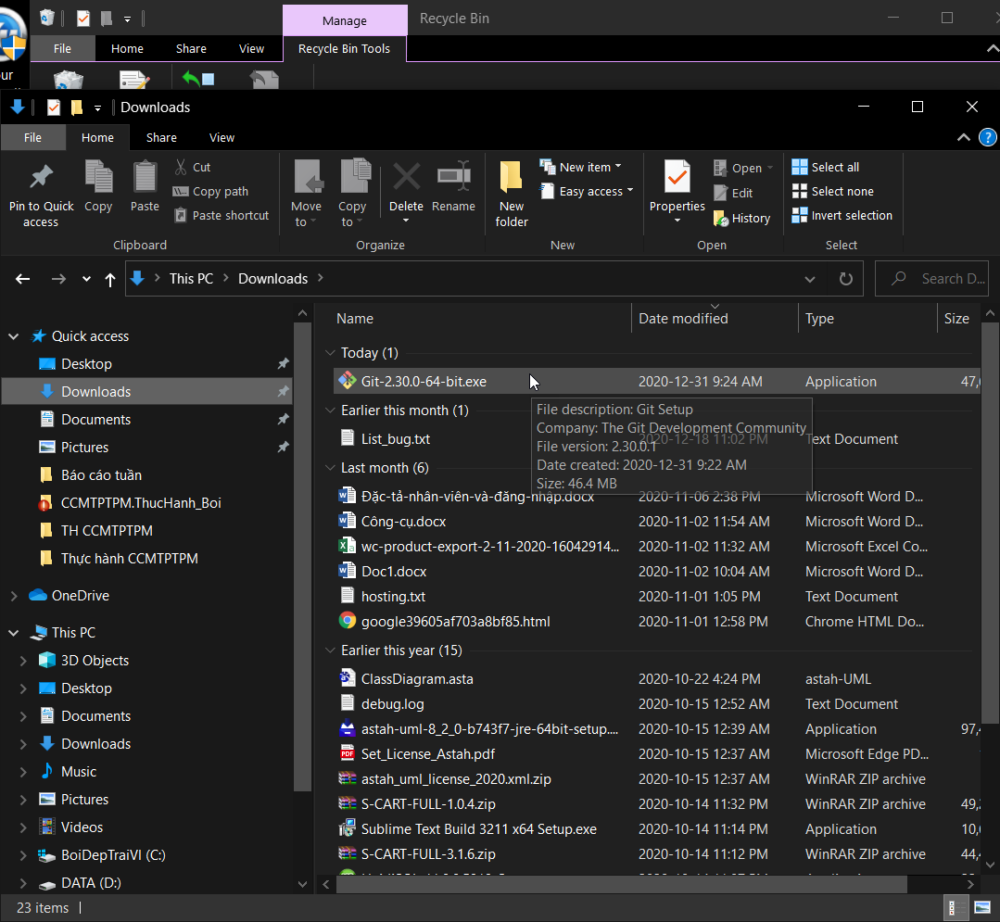 Manage
Recycle Bin
File
Home
Share
View
Recycle Bin Tools
Downloads
File
Home
Share
View
Pin to Quick access
Copy
Paste
Cut
Copy path
Paste shortcut
Clipboard
Move to
Copy to
Delete
Rename
Organize
New folder
New item
Easy access
New
Properties
Open
Edit
History
Open
Select all
Select none
Invert selection
Select
This PC
Downloads
Search D...
Quick access
Desktop
Downloads
Documents
Pictures
Báo cáo tuần
CCMTPTPM.ThucHanh_Boi
TH CCMTPTPM
Thực hành CCMTPTPM
OneDrive
This PC
3D Objects
Desktop
Documents
Downloads
Music
Pictures
Videos
BoiDepTraiVl (C:)
DATA (D:)
Name Date modified Type Size
Today (1)
Git-2.30.0-64-bit.exe 2020-12-31 9:24 AM Application
Earlier this month (1)
List_bug.txt 2020-12-18 11:02 PM Text Document
File description: Git Setup
Company: The Git Development Community
File version: 2.30.0.1
Date created: 2020-12-31 9:22 AM
Size: 46.4 MB
Last month (6)
Đặc-tả-nhân-viên-và-đăng-nhập.docx 2020-11-06 2:38 PM Microsoft Word D...
Công-cụ.docx 2020-11-02 11:54 AM Microsoft Word D...
wc-product-export-2-11-2020-16042914... 2020-11-02 11:32 AM Microsoft Excel Co...
Doc1.docx 2020-11-02 10:04 AM Microsoft Word D...
hosting.txt 2020-11-01 1:05 PM Text Document
google39605af703a8bf85.html 2020-11-01 12:58 PM Chrome HTML Do...
Earlier this year (15)
ClassDiagram.asta 2020-10-22 4:24 PM astah-UML
debug.log 2020-10-15 12:52 AM Text Document
astah-uml-8_2_0-b743f7-jre-64bit-setup.... 2020-10-15 12:39 AM Application
Set_License_Astah.pdf 2020-10-15 12:37 AM Microsoft Edge PD...
astah_uml_license_2020.xml.zip 2020-10-15 12:37 AM WinRAR ZIP archive
S-CART-FULL-1.0.4.zip 2020-10-14 11:32 PM WinRAR ZIP archive
Sublime Text Build 3211 x64 Setup.exe 2020-10-14 11:14 PM Application
S-CART-FULL-3.1.6.zip 2020-10-14 11:12 PM WinRAR ZIP archive
23 items